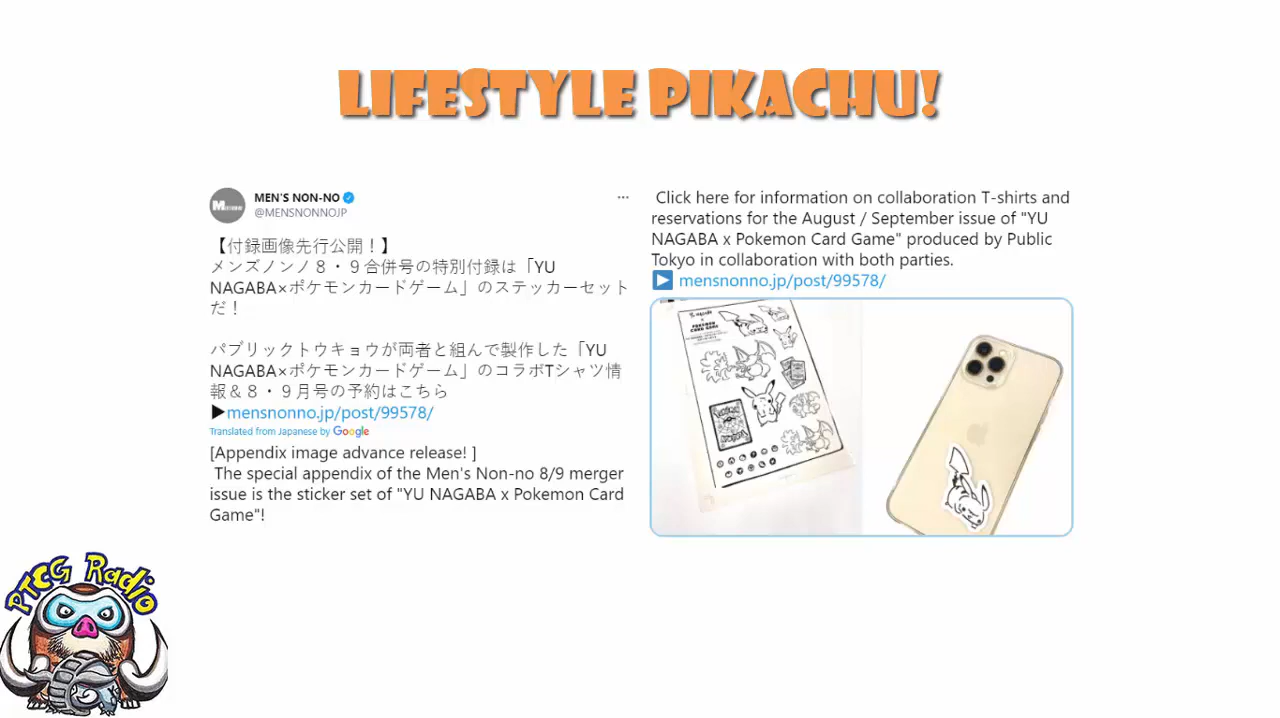 LIFESTYLE PIKACHU!
MEN'S NON-NO
@MENSNONNOJP
【付録画像先行公開！】
メンズノンノ８・９合併号の特別付録は「YU
NAGABA×ポケモンカードゲーム」のステッカーセット
だ！
パブリックトウキョウが両者と組んで製作した「YU
NAGABA×ポケモンカードゲーム」のコラボTシャツ情
報＆８・９月号の予約はこちら
▶mensnonno.jp/post/99578/
Translated from Japanese by Google
[Appendix image advance release! ]
The special appendix of the Men's Non-no 8/9 merger
issue is the sticker set of "YU NAGABA x Pokemon Card
Game"!
Click here for information on collaboration T-shirts and
reservations for the August / September issue of "YU
NAGABA x Pokemon Card Game" produced by Public
Tokyo in collaboration with both parties.
▶ mensnonno.jp/post/99578/
PTCG Radio